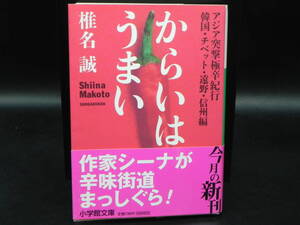 アジア突撃極辛紀行
韓国・チベット・遠野・信州編
からいは
うまい
椎名 誠
Shiina
Makoto
SHOGAKUKAN
作家シーナが
辛味街道
まっしぐら!
今月の新刊
小学館文庫